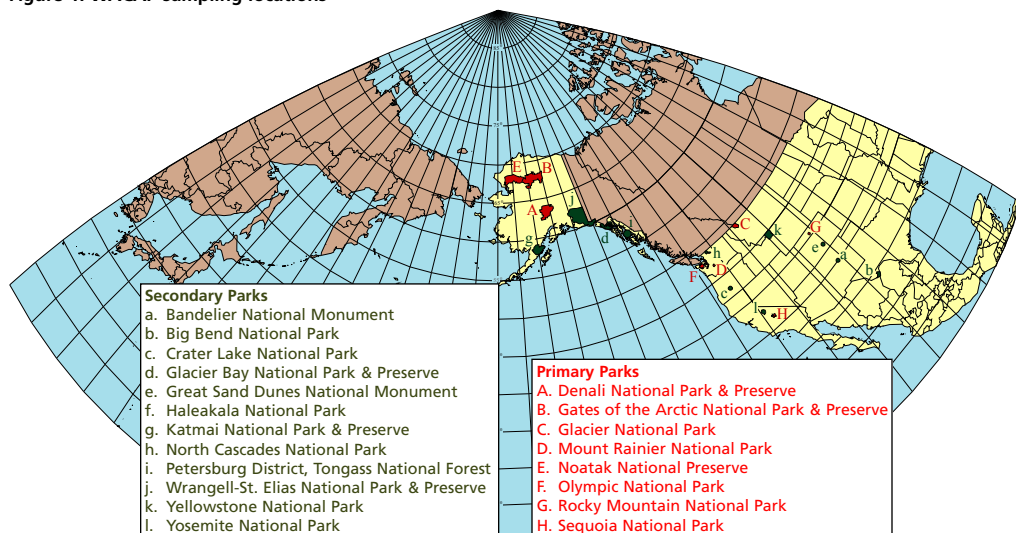 Figure 1. WACAP sampling locations
E
B
A
j
g
d
i
C
k
G
h
e
a
F
D
b
c
l
H
Secondary Parks
a. Bandelier National Monument
b. Big Bend National Park
c. Crater Lake National Park
d. Glacier Bay National Park & Preserve
e. Great Sand Dunes National Monument
f. Haleakala National Park
g. Katmai National Park & Preserve
h. North Cascades National Park
i. Petersburg District, Tongass National Forest
j. Wrangell-St. Elias National Park & Preserve
k. Yellowstone National Park
l. Yosemite National Park
Primary Parks
A. Denali National Park & Preserve
B. Gates of the Arctic National Park & Preserve
C. Glacier National Park
D. Mount Rainier National Park
E. Noatak National Preserve
F. Olympic National Park
G. Rocky Mountain National Park
H. Sequoia National Park